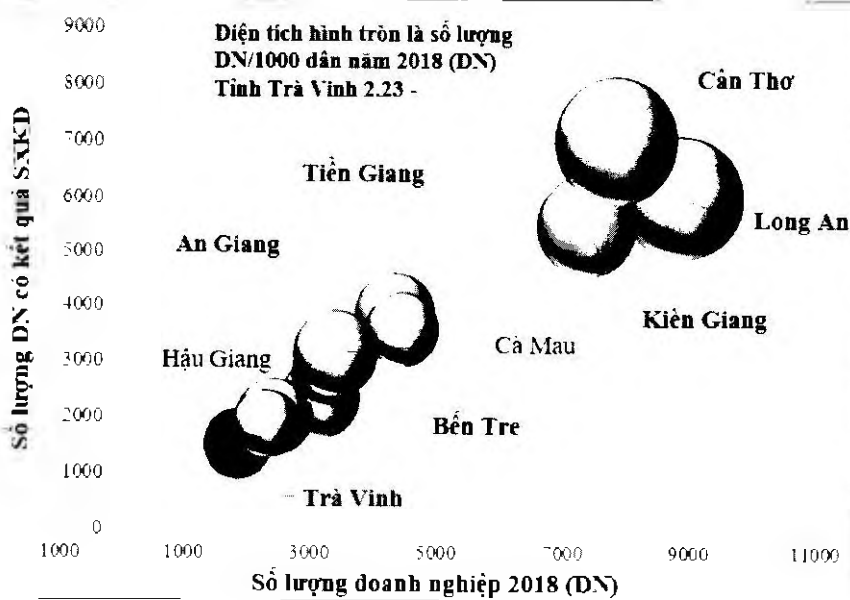 9000
8000
7000
6000
5000
4000
3000
2000
1000
0
Số lượng DN có kết quả SXKD
Diện tích hình tròn là số lượng
DN/1000 dân năm 2018 (DN)
Tỉnh Trà Vinh 2.23 -
Cần Thơ
Tiền Giang
Long An
An Giang
Kiên Giang
Cà Mau
Hậu Giang
Bến Tre
Trà Vinh
1000 1000 3000 5000 7000 9000 11000
Số lượng doanh nghiệp 2018 (DN)